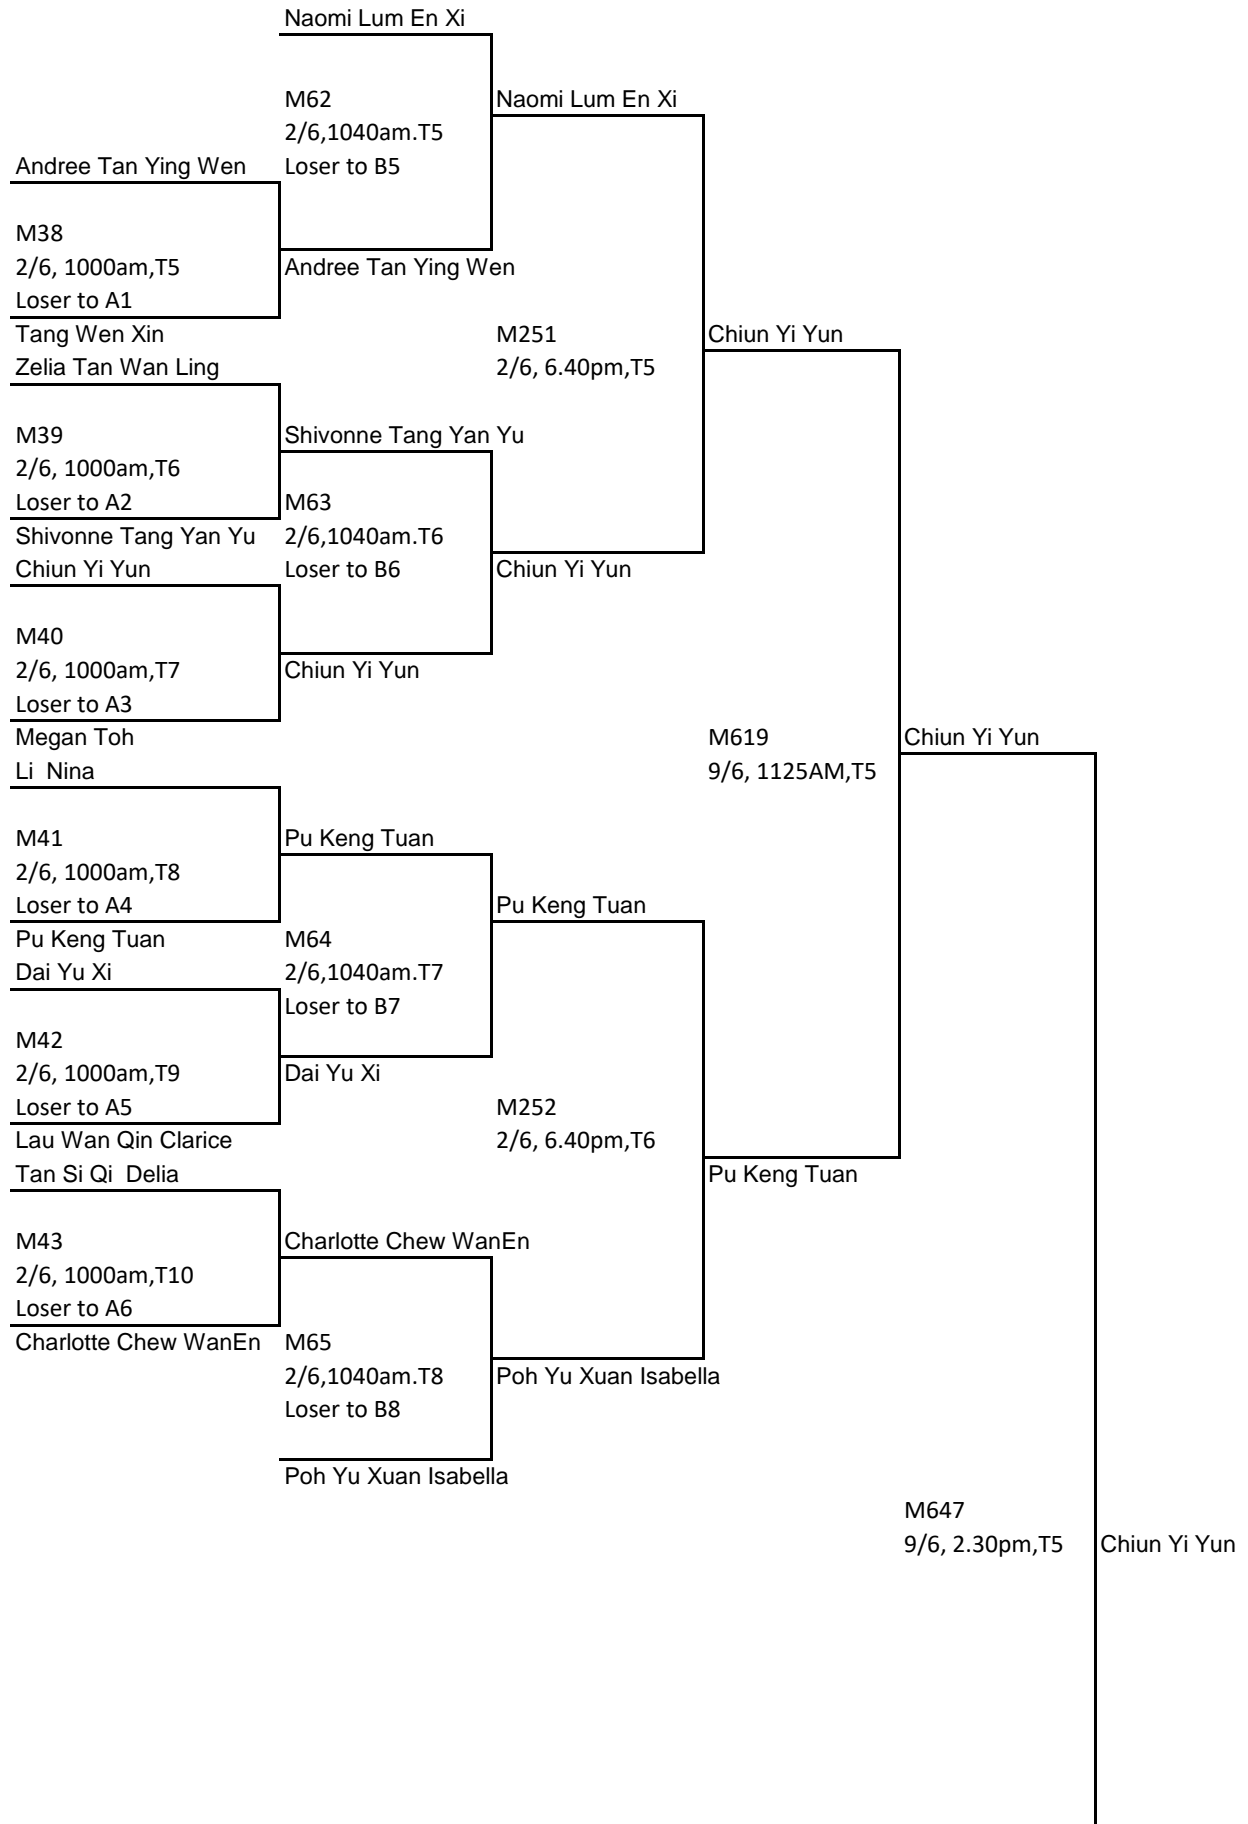 Naomi Lum En Xi
M62
2/6,1040am.T5
Loser to B5
Naomi Lum En Xi
Andree Tan Ying Wen
M38
2/6, 1000am,T5
Loser to A1
Andree Tan Ying Wen
Tang Wen Xin
M251
2/6, 6.40pm,T5
Chiun Yi Yun
Zelia Tan Wan Ling
M39
2/6, 1000am,T6
Loser to A2
Shivonne Tang Yan Yu
Shivonne Tang Yan Yu
M63
2/6,1040am.T6
Loser to B6
Chiun Yi Yun
Chiun Yi Yun
M40
2/6, 1000am,T7
Loser to A3
Chiun Yi Yun
Megan Toh
M619
9/6, 1125AM,T5
Chiun Yi Yun
Li  Nina
M41
2/6, 1000am,T8
Loser to A4
Pu Keng Tuan
Pu Keng Tuan
Pu Keng Tuan
M64
2/6,1040am.T7
Loser to B7
Dai Yu Xi
M42
2/6, 1000am,T9
Loser to A5
Dai Yu Xi
Lau Wan Qin Clarice
M252
2/6, 6.40pm,T6
Pu Keng Tuan
Tan Si Qi  Delia
M43
2/6, 1000am,T10
Loser to A6
Charlotte Chew WanEn
Charlotte Chew WanEn
M65
2/6,1040am.T8
Loser to B8
Poh Yu Xuan Isabella
Poh Yu Xuan Isabella
M647
9/6, 2.30pm,T5
Chiun Yi Yun